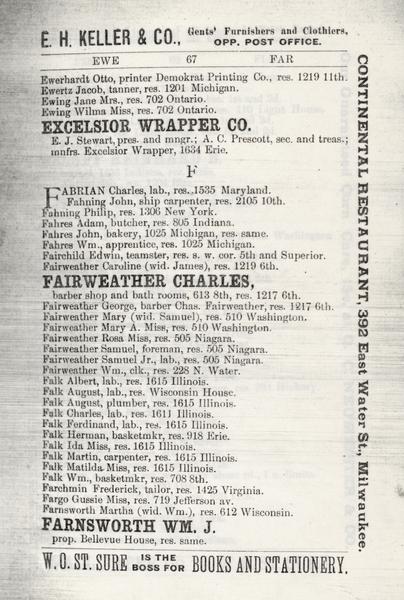 E. H. KELLER & CO., Gents' Furnishers and Clothiers,
OPP. POST OFFICE.
EWE 67 FAR
Ewerhardt Otto, printer Demokrat Printing Co., res. 1219 11th.
Ewertz Jacob, tanner, res. 1201 Michigan.
Ewing Jane Mrs., res. 702 Ontario.
Ewing Wilma Miss, res. 702 Ontario.
EXCELSIOR WRAPPER CO.
E. J. Stewart, pres. and mngr.; A. C. Prescott, sec. and treas.;
mnfrs. Excelsior Wrapper, 1634 Erie.
F
FABRIAN Charles, lab., res. 1535 Maryland.
Fahning John, ship carpenter, res. 2105 10th.
Fahning Philip, res. 1306 New York.
Fahres Adam, butcher, res. 805 Indiana.
Fahres John, bakery, 1025 Michigan, res. same.
Fahres Wm., apprentice, res. 1025 Michigan.
Fairchild Edwin, teamster, res. s. w. cor. 5th and Superior.
Fairweather Caroline (wid. James), res. 1219 6th.
FAIRWEATHER CHARLES,
barber shop and bath rooms, 613 8th, res. 1217 6th.
Fairweather George, barber Chas. Fairweather, res. 1217 6th.
Fairweather Mary (wid. Samuel), res. 510 Washington.
Fairweather Mary A. Miss, res. 510 Washington.
Fairweather Rosa Miss, res. 505 Niagara.
Fairweather Samuel, foreman, res. 505 Niagara.
Fairweather Samuel Jr., lab., res. 505 Niagara.
Fairweather Wm., clk., res. 228 N. Water.
Falk Albert, lab., res. 1615 Illinois.
Falk August, lab., res. Wisconsin House.
Falk August, plumber, res. 1615 Illinois.
Falk Charles, lab., res. 1611 Illinois.
Falk Ferdinand, lab., res. 1615 Illinois.
Falk Herman, basketmkr, res. 918 Erie.
Falk Ida Miss, res. 1615 Illinois.
Falk Martin, carpenter, res. 1615 Illinois.
Falk Matilda Miss, res. 1615 Illinois.
Falk Wm., basketmkr, res. 708 8th.
Farchmin Frederick, tailor, res. 1425 Virginia.
Fargo Gussie Miss, res. 719 Jefferson av.
Farnsworth Martha (wid. Wm.), res. 612 Wisconsin.
FARNSWORTH WM. J.
prop. Bellevue House, res. same.
W. O. ST. SURE IS THE BOSS FOR BOOKS AND STATIONERY.
CONTINENTAL RESTAURANT, 392 East Water St., Milwaukee.